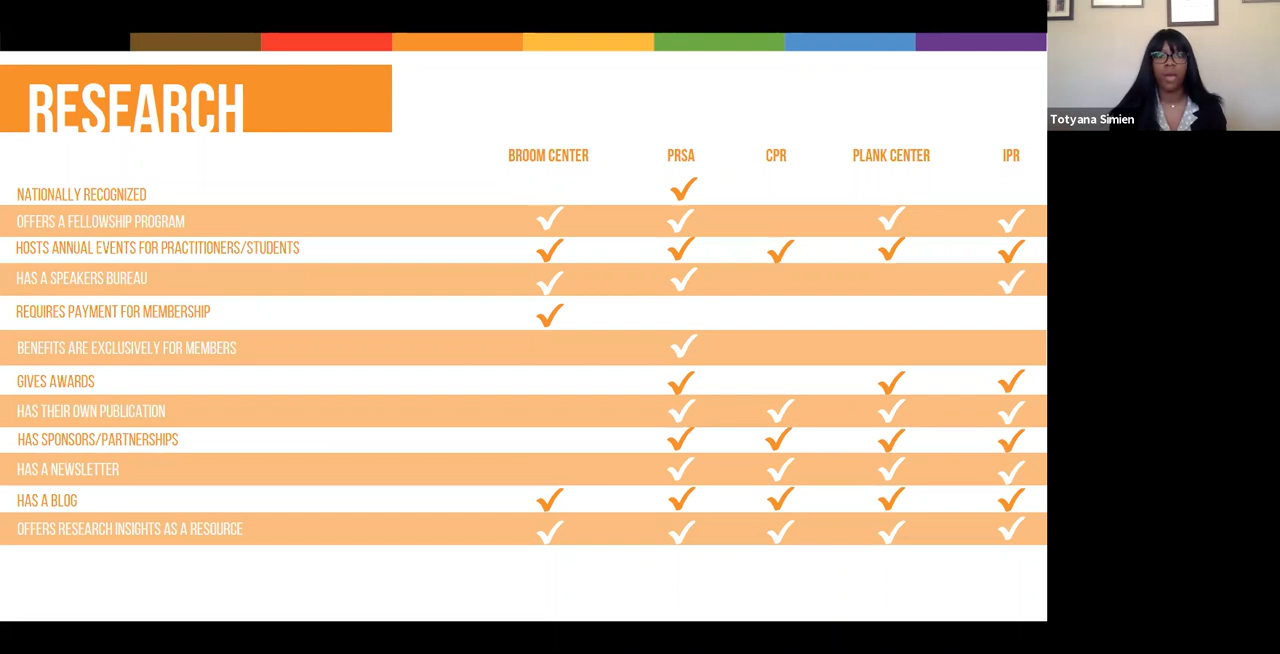 RESEARCH
Totyana Simien
BROOM CENTER PRSA CPR PLANK CENTER IPR
NATIONALLY RECOGNIZED ✓
OFFERS A FELLOWSHIP PROGRAM ✓ ✓ ✓ ✓
HOSTS ANNUAL EVENTS FOR PRACTITIONERS/STUDENTS ✓ ✓ ✓ ✓ ✓
HAS A SPEAKERS BUREAU ✓ ✓ ✓
REQUIRES PAYMENT FOR MEMBERSHIP ✓
BENEFITS ARE EXCLUSIVELY FOR MEMBERS ✓
GIVES AWARDS ✓ ✓ ✓
HAS THEIR OWN PUBLICATION ✓ ✓ ✓ ✓
HAS SPONSORS/PARTNERSHIPS ✓ ✓ ✓ ✓
HAS A NEWSLETTER ✓ ✓ ✓ ✓
HAS A BLOG ✓ ✓ ✓ ✓ ✓
OFFERS RESEARCH INSIGHTS AS A RESOURCE ✓ ✓ ✓ ✓ ✓